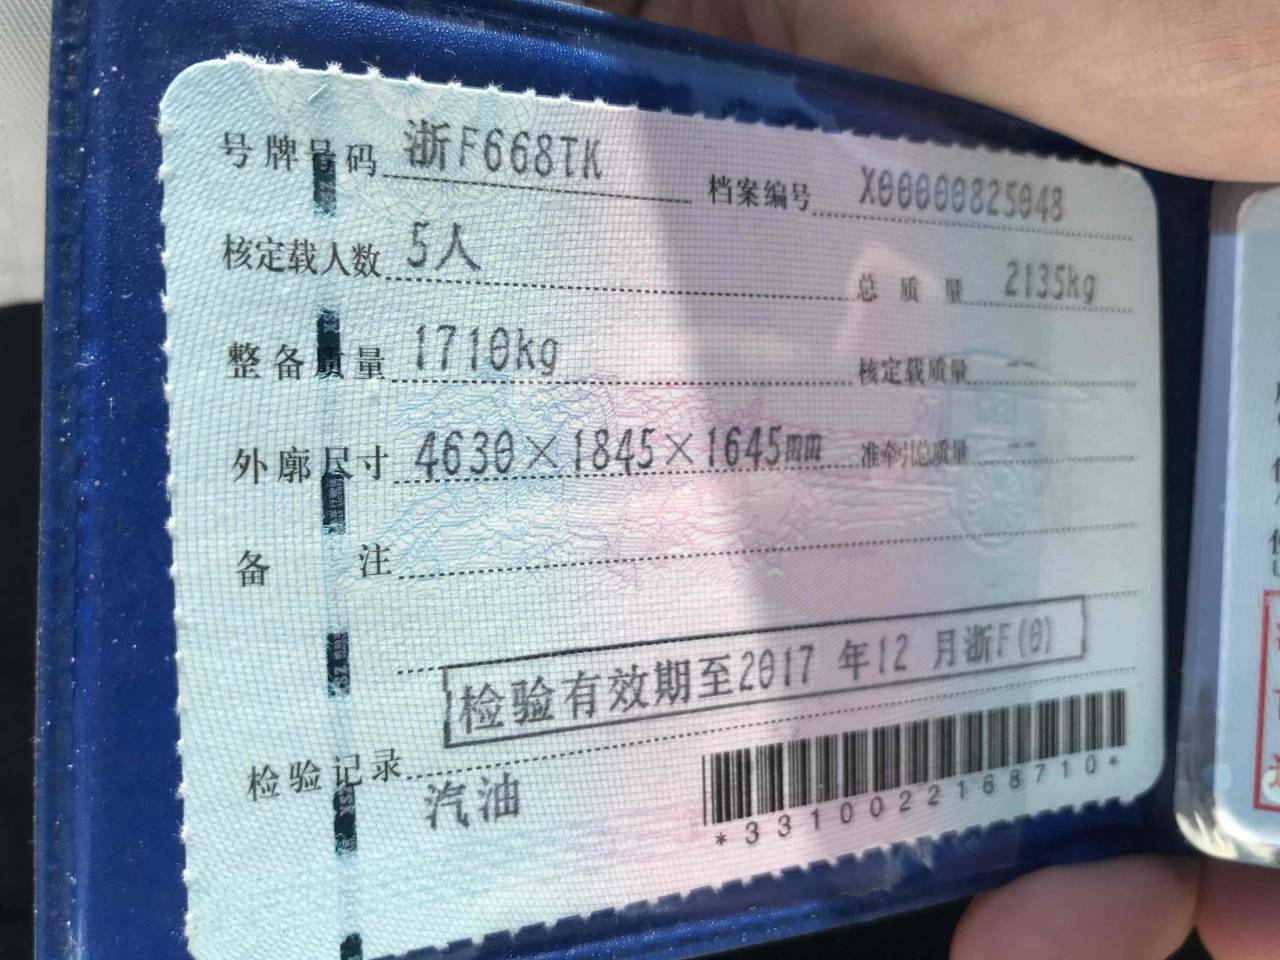 号牌号码 浙F668TK 档案编号 X00000825048
核定载人数 5人 总质量 2135kg
整备质量 1710kg 核定载质量 --
外廓尺寸 4630×1845×1645mm 准牵引总质量 --
备注
检验有效期至2017 年12 月浙F(0)
检验记录
汽油
*3310022168710*